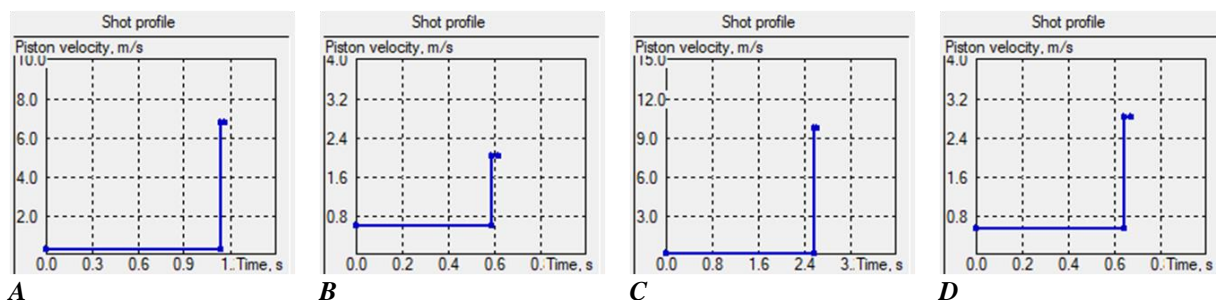 Shot profile
Piston velocity, m/s
10.0
8.0
6.0
4.0
2.0
0.0 0.3 0.6 0.9 1.. Time, s
A
Shot profile
Piston velocity, m/s
4.0
3.2
2.4
1.6
0.8
0.0 0.2 0.4 0.6 0. Time, s
B
Shot profile
Piston velocity, m/s
15.0
12.0
9.0
6.0
3.0
0.0 0.8 1.6 2.4 3.. Time, s
C
Shot profile
Piston velocity, m/s
4.0
3.2
2.4
1.6
0.8
0.0 0.2 0.4 0.6 0. Time, s
D